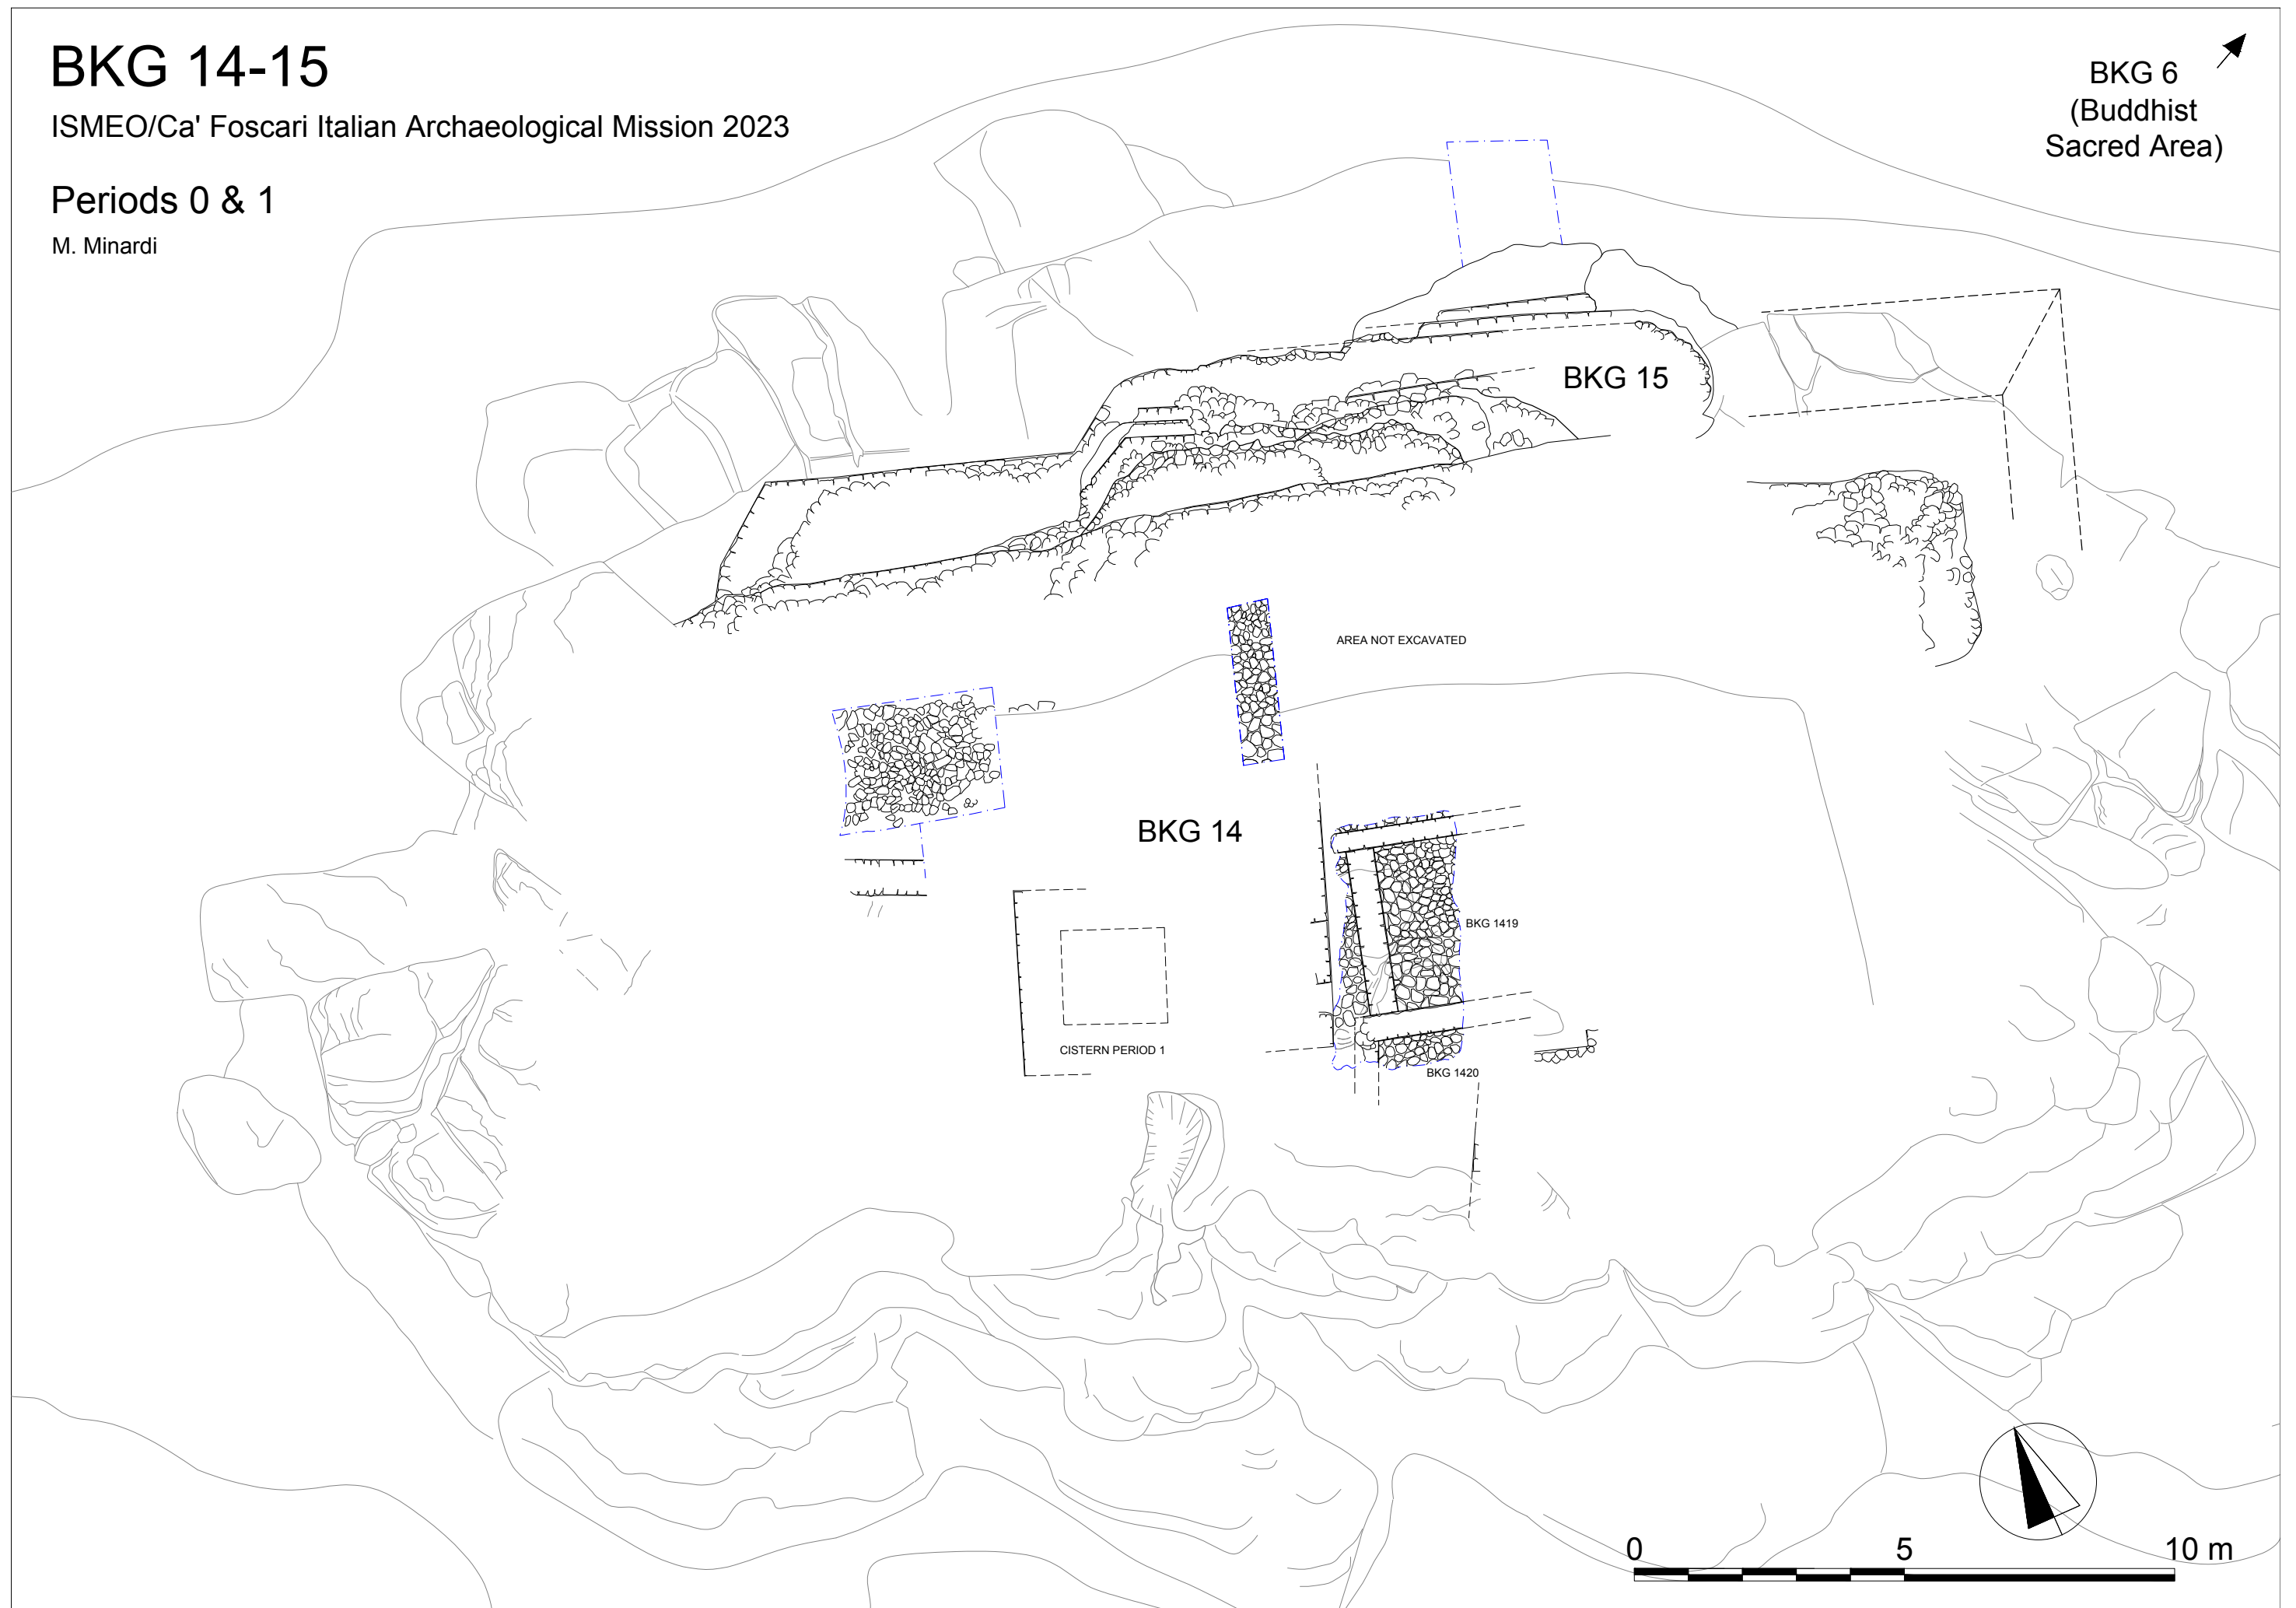 BKG 14-15
ISMEO/Ca' Foscari Italian Archaeological Mission 2023
Periods 0 & 1
M. Minardi
BKG 6
(Buddhist
Sacred Area)
BKG 15
AREA NOT EXCAVATED
BKG 14
BKG 1419
CISTERN PERIOD 1
BKG 1420
0 5 10 m